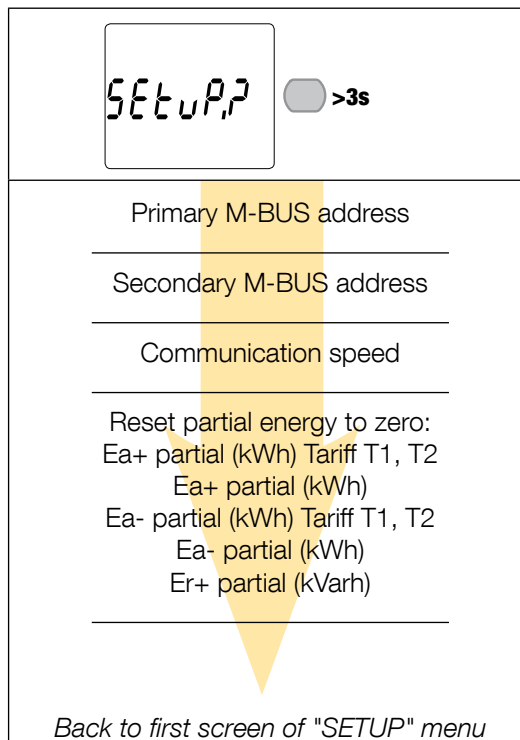 SEtuP.?
>3s
Primary M-BUS address
Secondary M-BUS address
Communication speed
Reset partial energy to zero:
Ea+ partial (kWh) Tariff T1, T2
Ea+ partial (kWh)
Ea- partial (kWh) Tariff T1, T2
Ea- partial (kWh)
Er+ partial (kVarh)
Back to first screen of "SETUP" menu